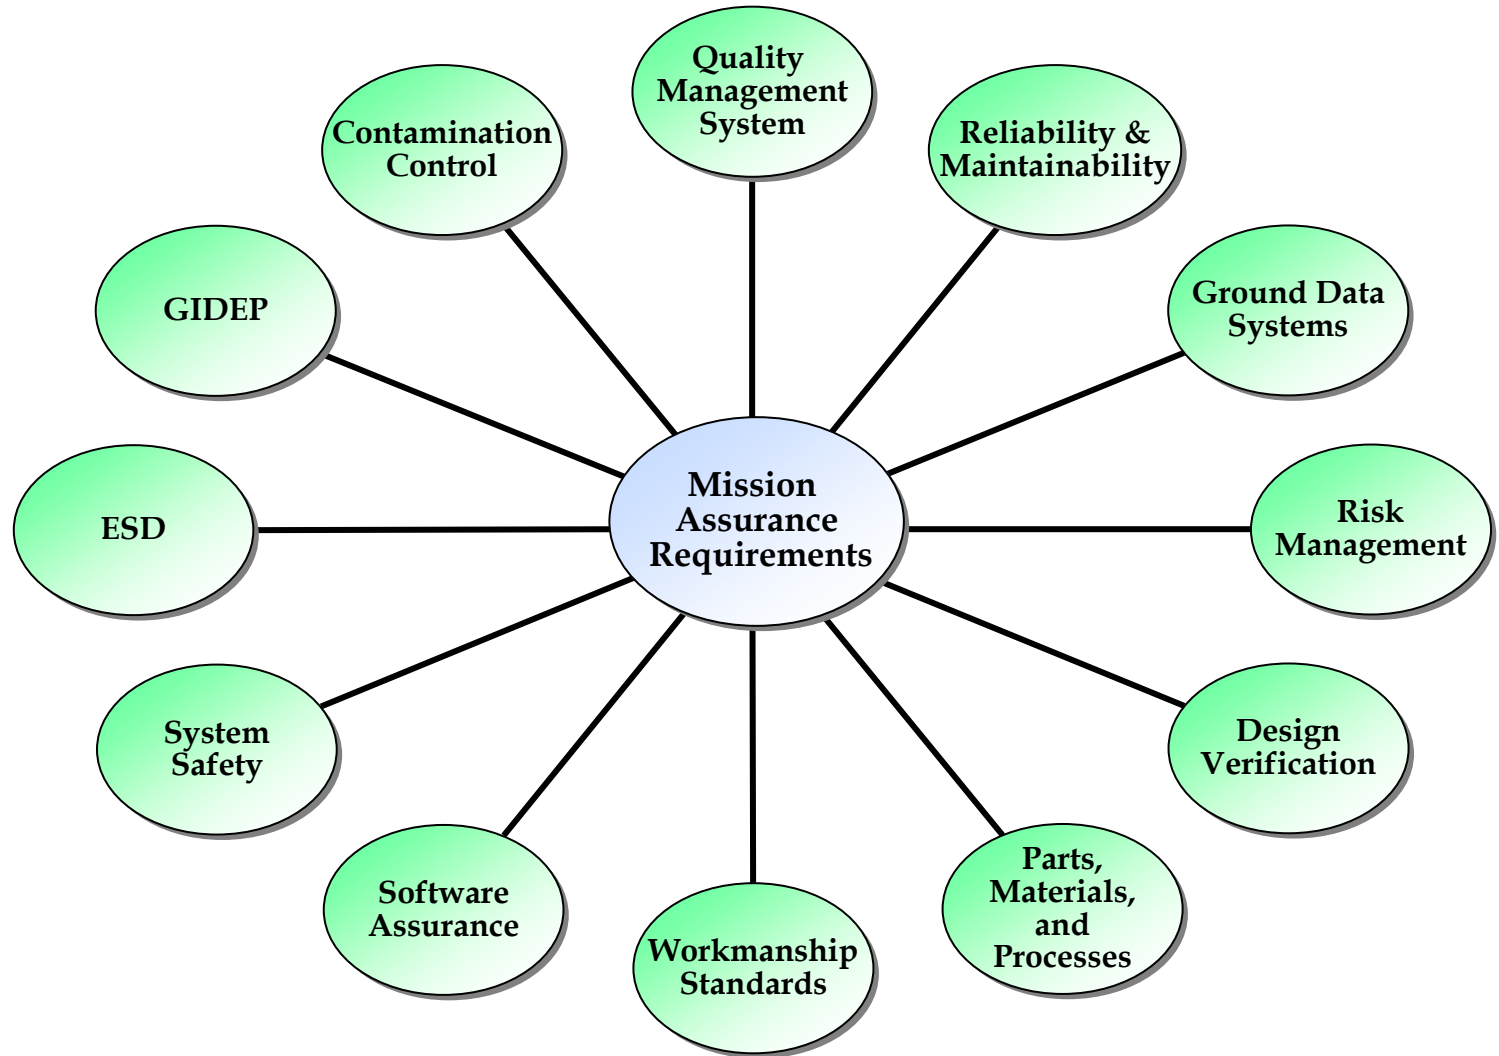 Quality
Management
System
Reliability &
Maintainability
Ground Data
Systems
Risk
Management
Design
Verification
Parts,
Materials,
and
Processes
Workmanship
Standards
Software
Assurance
System
Safety
ESD
GIDEP
Contamination
Control
Mission
Assurance
Requirements